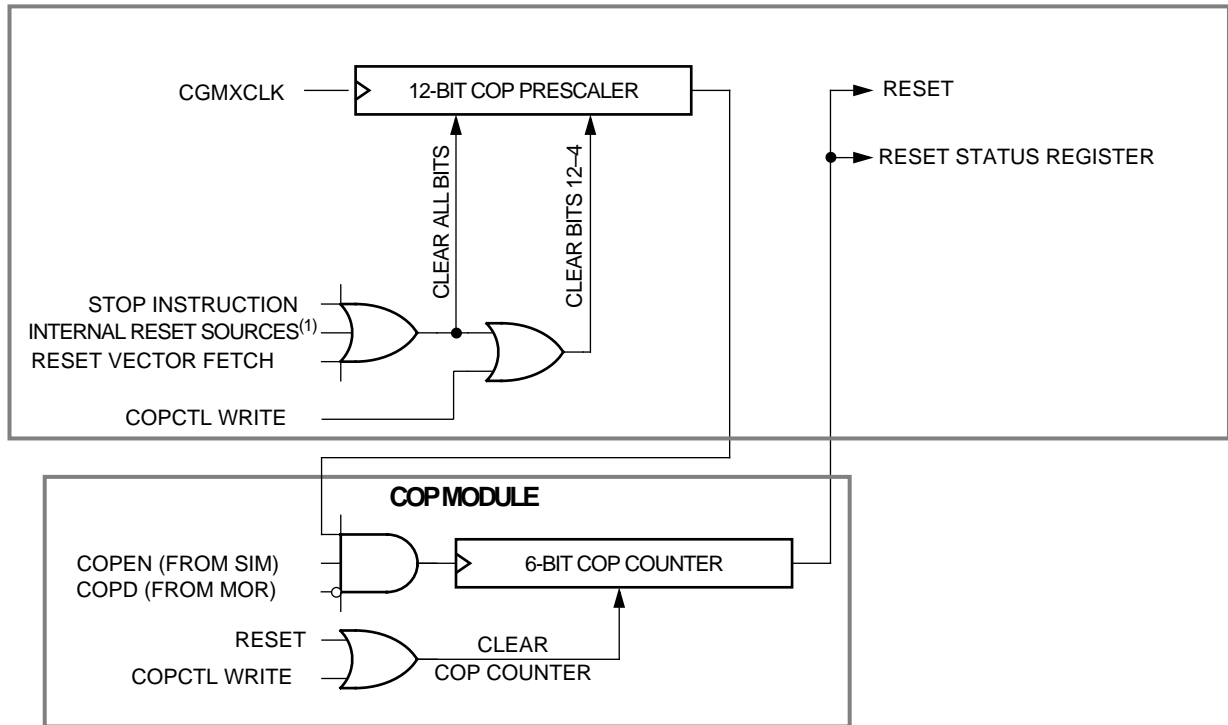 CGMXCLK
12-BIT COP PRESCALER
RESET
RESET STATUS REGISTER
CLEAR ALL BITS
CLEAR BITS 12–4
STOP INSTRUCTION
INTERNAL RESET SOURCES(1)
RESET VECTOR FETCH
COPCTL WRITE
COP MODULE
COPEN (FROM SIM)
COPD (FROM MOR)
6-BIT COP COUNTER
RESET
COPCTL WRITE
CLEAR
COP COUNTER